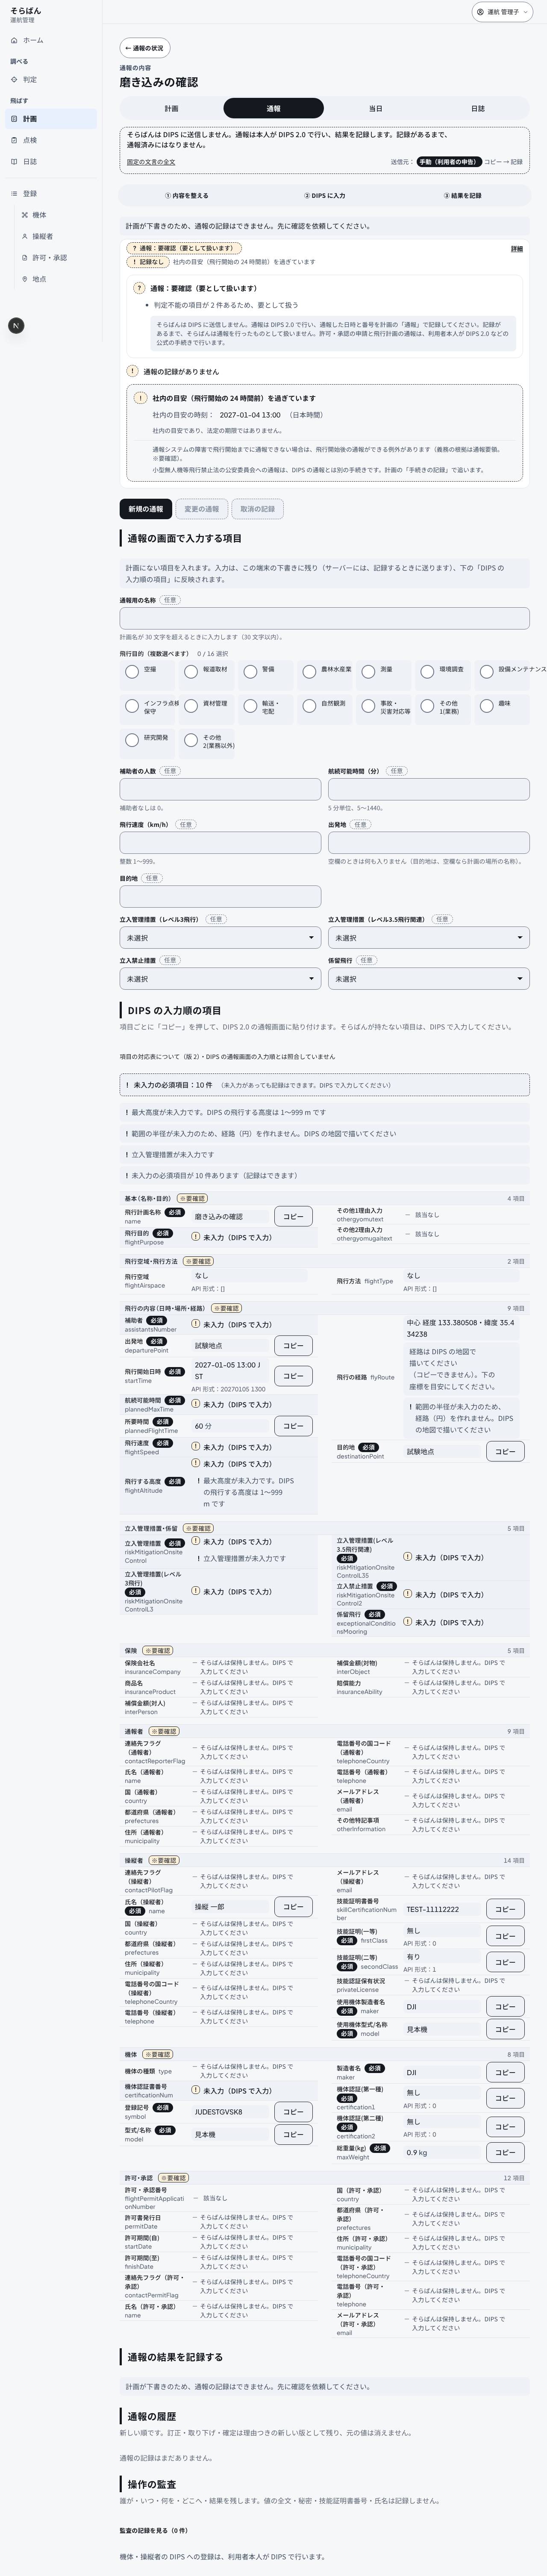 そらぱん
運航管理
運航 管理子
ホーム
調べる
判定
飛ばす
計画
点検
日誌
登録
機体
操縦者
許可・承認
地点
N
← 通報の状況
通報の内容
磨き込みの確認
計画
通報
当日
日誌
そらぱんは DIPS に送信しません。通報は本人が DIPS 2.0 で行い、結果を記録します。記録があるまで、
通報済みにはなりません。
固定の文言の全文
送信元： 手動（利用者の申告） コピー → 記録
① 内容を整える
② DIPS に入力
③ 結果を記録
計画が下書きのため、通報の記録はできません。先に確認を依頼してください。
? 通報：要確認（要として扱います）
詳細
! 記録なし 社内の目安（飛行開始の 24 時間前）を過ぎています
? 通報：要確認（要として扱います）
• 判定不能の項目が 2 件あるため、要として扱う
そらぱんは DIPS に送信しません。通報は DIPS 2.0 で行い、通報した日時と番号を計画の「通報」で記録してください。記録が
あるまで、そらぱんは通報を行ったものとして扱いません。許可・承認の申請と飛行計画の通報は、利用者本人が DIPS 2.0 などの
公式の手続きで行います。
! 通報の記録がありません
! 社内の目安（飛行開始の 24 時間前）を過ぎています
社内の目安の時刻： 2027-01-04 13:00 （日本時間）
社内の目安であり、法定の期限ではありません。
通報システムの障害で飛行開始までに通報できない場合は、飛行開始後の通報ができる例外があります（義務の根拠は通報要領。
※要確認）。
小型無人機等飛行禁止法の公安委員会への通報は、DIPS の通報とは別の手続きです。計画の「手続きの記録」で追います。
新規の通報
変更の通報
取消の記録
通報の画面で入力する項目
計画にない項目を入れます。入力は、この端末の下書きに残り（サーバーには、記録するときに送ります）、下の「DIPS の
入力順の項目」に反映されます。
通報用の名称 任意
計画名が 30 文字を超えるときに入力します（30 文字以内）。
飛行目的（複数選べます） 0 / 16 選択
空撮
報道取材
警備
農林水産業
測量
環境調査
設備メンテナンス
インフラ点検
保守
資材管理
輸送・
宅配
自然観測
事故・
災害対応等
その他
1(業務)
趣味
研究開発
その他
2(業務以外)
補助者の人数 任意
航続可能時間（分） 任意
補助者なしは 0。
5 分単位、5〜1440。
飛行速度（km/h） 任意
出発地 任意
整数 1〜999。
空欄のときは何も入りません（目的地は、空欄なら計画の場所の名称）。
目的地 任意
立入管理措置（レベル3飛行） 任意
立入管理措置（レベル3.5飛行関連） 任意
未選択
未選択
立入禁止措置 任意
係留飛行 任意
未選択
未選択
DIPS の入力順の項目
項目ごとに「コピー」を押して、DIPS 2.0 の通報画面に貼り付けます。そらぱんが持たない項目は、DIPS で入力してください。
項目の対応表について（版 2）・DIPS の通報画面の入力順とは照合していません
! 未入力の必須項目：10 件 （未入力があっても記録はできます。DIPS で入力してください）
! 最大高度が未入力です。DIPS の飛行する高度は 1〜999 m です
! 範囲の半径が未入力のため、経路（円）を作れません。DIPS の地図で描いてください
! 立入管理措置が未入力です
! 未入力の必須項目が 10 件あります（記録はできます）
基本（名称・目的） ※要確認
4 項目
飛行計画名称 必須
name
磨き込みの確認
コピー
飛行目的 必須
flightPurpose
! 未入力（DIPS で入力）
その他1理由入力
othergyomutext
— 該当なし
その他2理由入力
othergyomugaitext
— 該当なし
飛行空域・飛行方法 ※要確認
2 項目
飛行空域
flightAirspace
なし
API 形式：[]
飛行方法 flightType
なし
API 形式：[]
飛行の内容（日時・場所・経路） ※要確認
9 項目
補助者 必須
assistantsNumber
! 未入力（DIPS で入力）
出発地 必須
departurePoint
試験地点
コピー
飛行開始日時 必須
startTime
2027-01-05 13:00 J
ST
API 形式：20270105 1300
コピー
航続可能時間 必須
plannedMaxTime
! 未入力（DIPS で入力）
所要時間 必須
plannedFlightTime
60 分
コピー
飛行速度 必須
flightSpeed
! 未入力（DIPS で入力）
飛行する高度 必須
flightAltitude
! 未入力（DIPS で入力）
! 最大高度が未入力です。DIPS
の飛行する高度は 1〜999
m です
飛行の経路 flyRoute
中心 経度 133.380508・緯度 35.4
34238
経路は DIPS の地図で
描いてください
（コピーできません）。下の
座標を目安にしてください。
! 範囲の半径が未入力のため、
経路（円）を作れません。DIPS
の地図で描いてください
目的地 必須
destinationPoint
試験地点
コピー
立入管理措置・係留 ※要確認
5 項目
立入管理措置 必須
riskMitigationOnsite
Control
! 未入力（DIPS で入力）
! 立入管理措置が未入力です
立入管理措置(レベル
3飛行)
必須
riskMitigationOnsite
ControlL3
! 未入力（DIPS で入力）
立入管理措置(レベル
3.5飛行関連)
必須
riskMitigationOnsite
ControlL35
! 未入力（DIPS で入力）
立入禁止措置 必須
riskMitigationOnsite
Control2
! 未入力（DIPS で入力）
係留飛行 必須
exceptionalConditio
nsMooring
! 未入力（DIPS で入力）
保険 ※要確認
5 項目
保険会社名
insuranceCompany
— そらぱんは保持しません。DIPS で
入力してください
商品名
insuranceProduct
— そらぱんは保持しません。DIPS で
入力してください
補償金額(対人)
interPerson
— そらぱんは保持しません。DIPS で
入力してください
補償金額(対物)
interObject
— そらぱんは保持しません。DIPS で
入力してください
賠償能力
insuranceAbility
— そらぱんは保持しません。DIPS で
入力してください
通報者 ※要確認
9 項目
連絡先フラグ
（通報者）
contactReporterFlag
— そらぱんは保持しません。DIPS で
入力してください
氏名（通報者）
name
— そらぱんは保持しません。DIPS で
入力してください
国（通報者）
country
— そらぱんは保持しません。DIPS で
入力してください
都道府県（通報者）
prefectures
— そらぱんは保持しません。DIPS で
入力してください
住所（通報者）
municipality
— そらぱんは保持しません。DIPS で
入力してください
電話番号の国コード
（通報者）
telephoneCountry
— そらぱんは保持しません。DIPS で
入力してください
電話番号（通報者）
telephone
— そらぱんは保持しません。DIPS で
入力してください
メールアドレス
（通報者）
email
— そらぱんは保持しません。DIPS で
入力してください
その他特記事項
otherInformation
— そらぱんは保持しません。DIPS で
入力してください
操縦者 ※要確認
14 項目
連絡先フラグ
（操縦者）
contactPilotFlag
— そらぱんは保持しません。DIPS で
入力してください
氏名（操縦者）
必須 name
操縦 一郎
コピー
国（操縦者）
country
— そらぱんは保持しません。DIPS で
入力してください
都道府県（操縦者）
prefectures
— そらぱんは保持しません。DIPS で
入力してください
住所（操縦者）
municipality
— そらぱんは保持しません。DIPS で
入力してください
電話番号の国コード
（操縦者）
telephoneCountry
— そらぱんは保持しません。DIPS で
入力してください
電話番号（操縦者）
telephone
— そらぱんは保持しません。DIPS で
入力してください
メールアドレス
（操縦者）
email
— そらぱんは保持しません。DIPS で
入力してください
技能証明書番号
skillCertificationNum
ber
TEST-11112222
コピー
技能証明(一等)
必須 firstClass
無し
API 形式：0
コピー
技能証明(二等)
必須 secondClass
有り
API 形式：1
コピー
技能認証保有状況
privateLicense
— そらぱんは保持しません。DIPS で
入力してください
使用機体製造者名
必須 maker
DJI
コピー
使用機体型式/名称
必須 model
見本機
コピー
機体 ※要確認
8 項目
機体の種類 type
— そらぱんは保持しません。DIPS で
入力してください
機体認証書番号
certificationNum
! 未入力（DIPS で入力）
登録記号 必須
symbol
JUDESTGVSK8
コピー
型式/名称 必須
model
見本機
コピー
製造者名 必須
maker
DJI
コピー
機体認証(第一種)
必須
certification1
無し
API 形式：0
コピー
機体認証(第二種)
必須
certification2
無し
API 形式：0
コピー
総重量(kg) 必須
maxWeight
0.9 kg
コピー
許可・承認 ※要確認
12 項目
許可・承認番号
flightPermitApplicati
onNumber
— 該当なし
許可書発行日
permitDate
— そらぱんは保持しません。DIPS で
入力してください
許可期間(自)
startDate
— そらぱんは保持しません。DIPS で
入力してください
許可期間(至)
finishDate
— そらぱんは保持しません。DIPS で
入力してください
連絡先フラグ（許可・
承認）
contactPermitFlag
— そらぱんは保持しません。DIPS で
入力してください
氏名（許可・承認）
name
— そらぱんは保持しません。DIPS で
入力してください
国（許可・承認）
country
— そらぱんは保持しません。DIPS で
入力してください
都道府県（許可・
承認）
prefectures
— そらぱんは保持しません。DIPS で
入力してください
住所（許可・承認）
municipality
— そらぱんは保持しません。DIPS で
入力してください
電話番号の国コード
（許可・承認）
telephoneCountry
— そらぱんは保持しません。DIPS で
入力してください
電話番号（許可・
承認）
telephone
— そらぱんは保持しません。DIPS で
入力してください
メールアドレス
（許可・承認）
email
— そらぱんは保持しません。DIPS で
入力してください
通報の結果を記録する
計画が下書きのため、通報の記録はできません。先に確認を依頼してください。
通報の履歴
新しい順です。訂正・取り下げ・確定は理由つきの新しい版として残り、元の値は消えません。
通報の記録はまだありません。
操作の監査
誰が・いつ・何を・どこへ・結果を残します。値の全文・秘密・技能証明書番号・氏名は記録しません。
監査の記録を見る（0 件）
機体・操縦者の DIPS への登録は、利用者本人が DIPS で行います。